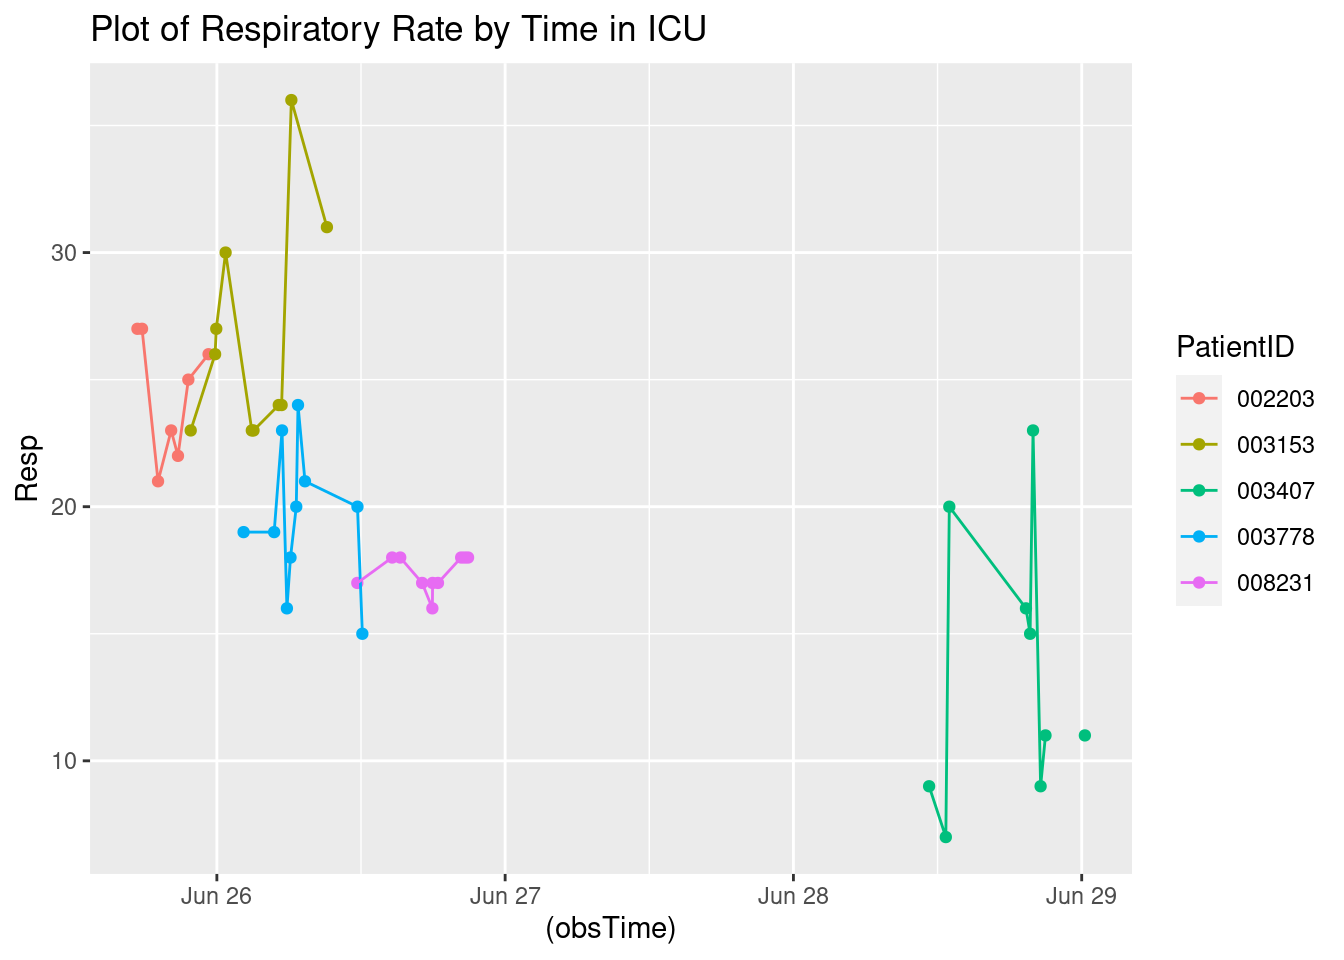 Plot of Respiratory Rate by Time in ICU
Resp
30
20
10
Jun 26
Jun 27
Jun 28
Jun 29
(obsTime)
PatientID
002203
003153
003407
003778
008231